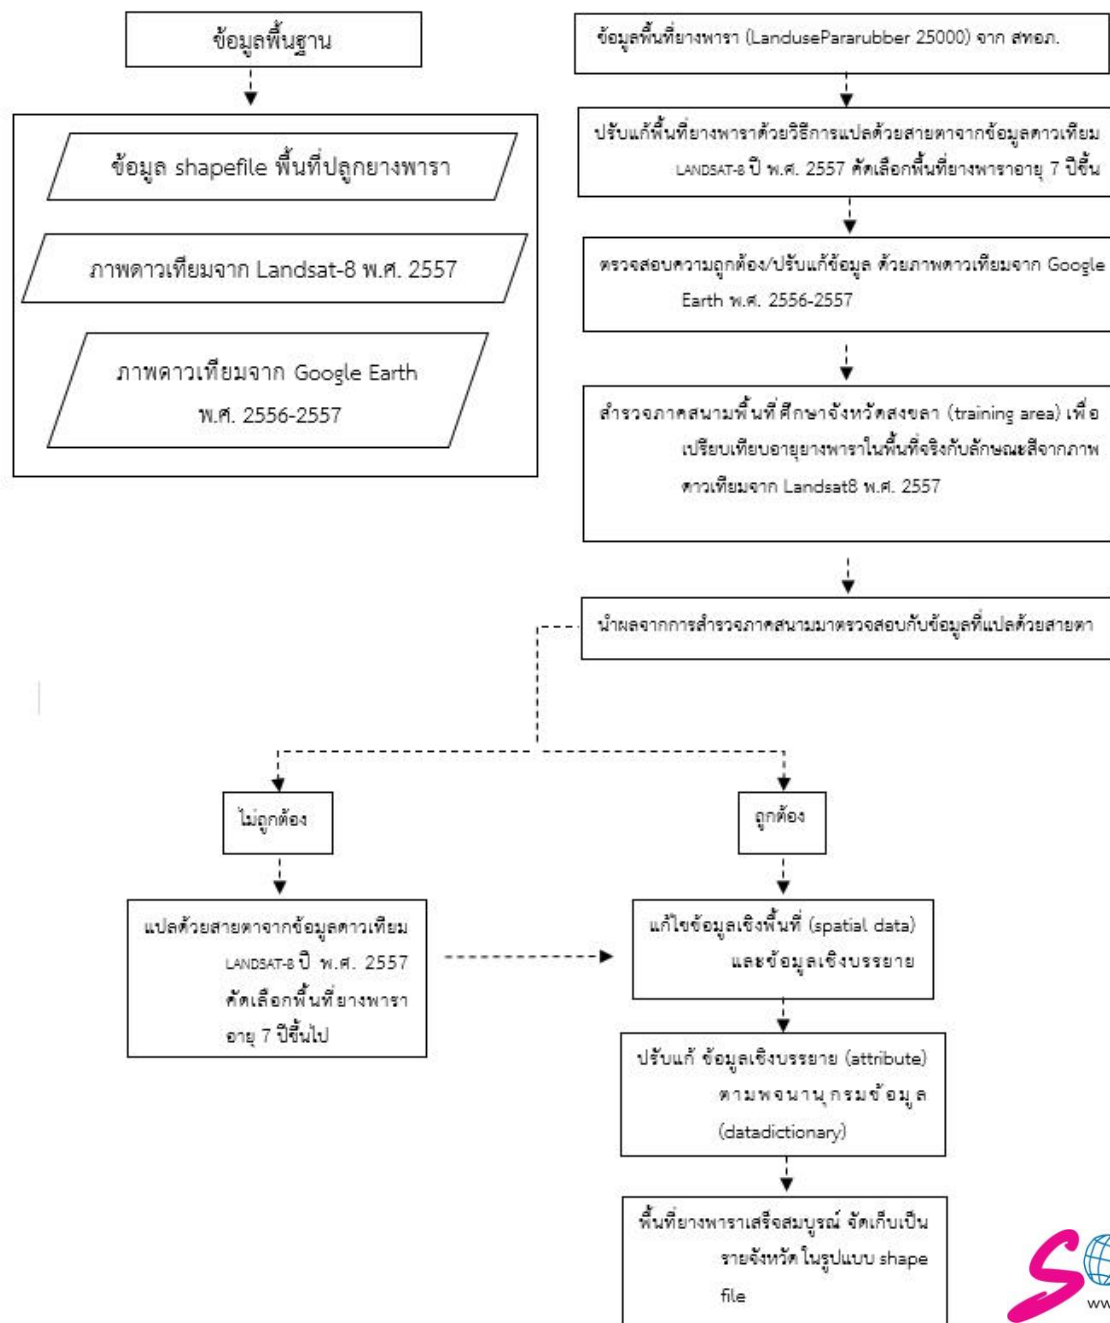 ข้อมูลพื้นฐาน
ข้อมูล shapefile พื้นที่ปลูกยางพารา
ภาพดาวเทียมจาก Landsat-8 พ.ศ. 2557
ภาพดาวเทียมจาก Google Earth
พ.ศ. 2556-2557
ข้อมูลพื้นที่ยางพารา (LandusePararubber 25000) จาก สทอภ.
ปรับแก้พื้นที่ยางพาราด้วยวิธีการแปลด้วยสายตาจากข้อมูลดาวเทียม
LANDSAT-8 ปี พ.ศ. 2557 คัดเลือกพื้นที่ยางพาราอายุ 7 ปีขึ้น
ตรวจสอบความถูกต้อง/ปรับแก้ข้อมูล ด้วยภาพดาวเทียมจาก Google
Earth พ.ศ. 2556-2557
สำรวจภาคสนามพื้นที่ศึกษาจังหวัดสงขลา (training area) เพื่อ
เปรียบเทียบอายุยางพาราในพื้นที่จริงกับลักษณะสีจากภาพ
ดาวเทียมจาก Landsat8 พ.ศ. 2557
นำผลจากการสำรวจภาคสนามมาตรวจสอบกับข้อมูลที่แปลด้วยสายตา
ไม่ถูกต้อง
ถูกต้อง
แปลด้วยสายตาจากข้อมูลดาวเทียม
LANDSAT-8 ปี พ.ศ. 2557
คัดเลือกพื้นที่ยางพารา
อายุ 7 ปีขึ้นไป
แก้ไขข้อมูลเชิงพื้นที่ (spatial data)
และข้อมูลเชิงบรรยาย
ปรับแก้ ข้อมูลเชิงบรรยาย (attribute)
ตามพจนานุกรมข้อมูล
(datadictionary)
พื้นที่ยางพาราเสร็จสมบูรณ์ จัดเก็บเป็น
รายจังหวัด ในรูปแบบ shape
file